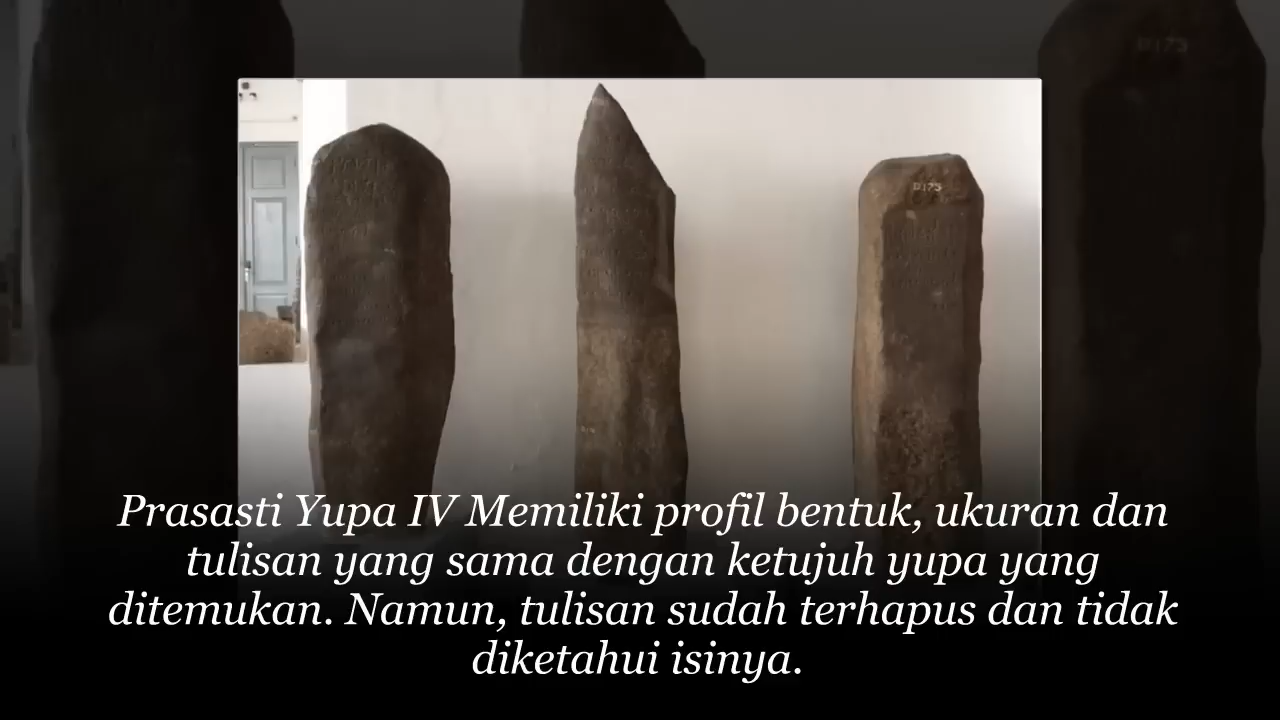 D175
Prasasti Yupa IV Memiliki profil bentuk, ukuran dan
tulisan yang sama dengan ketujuh yupa yang
ditemukan. Namun, tulisan sudah terhapus dan tidak
diketahui isinya.